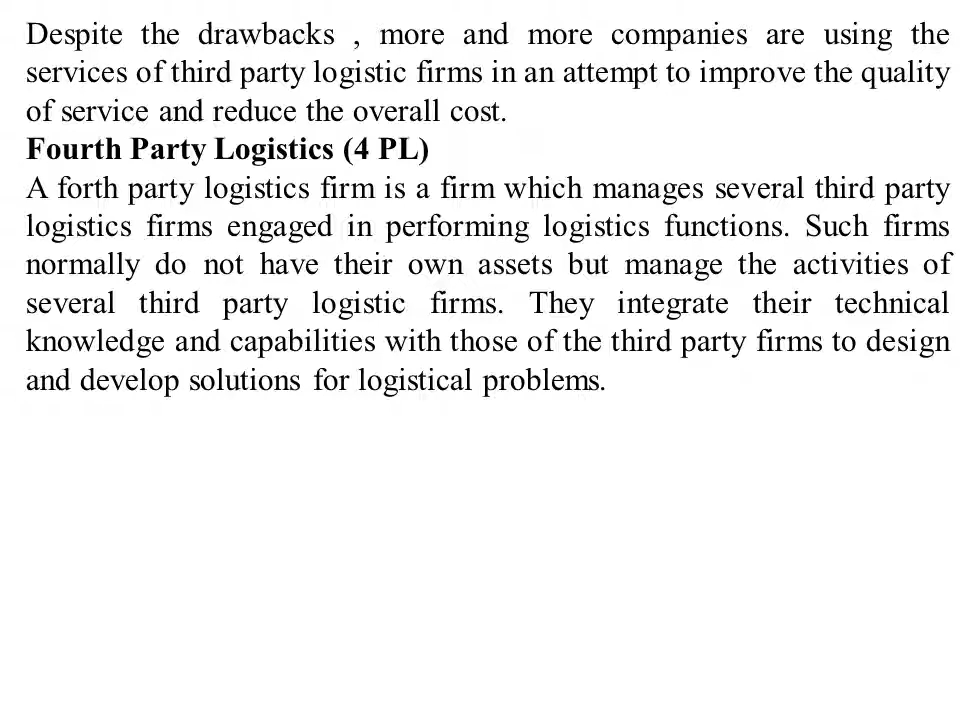 Despite the drawbacks , more and more companies are using the
services of third party logistic firms in an attempt to improve the quality
of service and reduce the overall cost.
Fourth Party Logistics (4 PL)
A forth party logistics firm is a firm which manages several third party
logistics firms engaged in performing logistics functions. Such firms
normally do not have their own assets but manage the activities of
several third party logistic firms. They integrate their technical
knowledge and capabilities with those of the third party firms to design
and develop solutions for logistical problems.